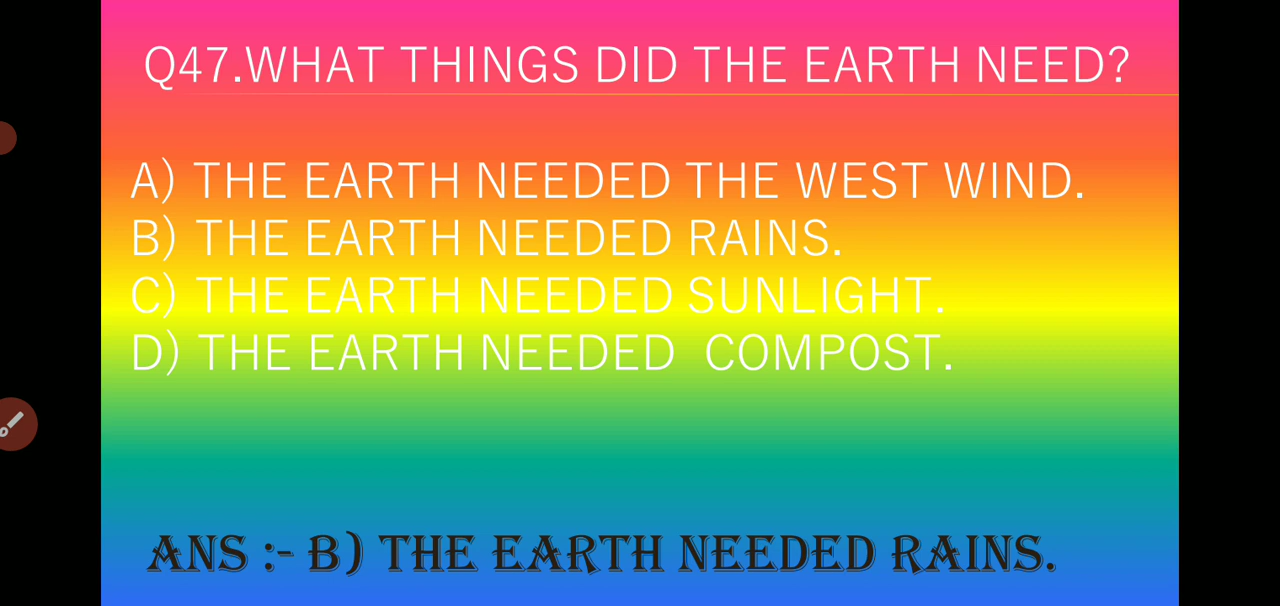 Q47.WHAT THINGS DID THE EARTH NEED?
A) THE EARTH NEEDED THE WEST WIND.
B) THE EARTH NEEDED RAINS.
C) THE EARTH NEEDED SUNLIGHT.
D) THE EARTH NEEDED COMPOST.
ANS :- B) THE EARTH NEEDED RAINS.